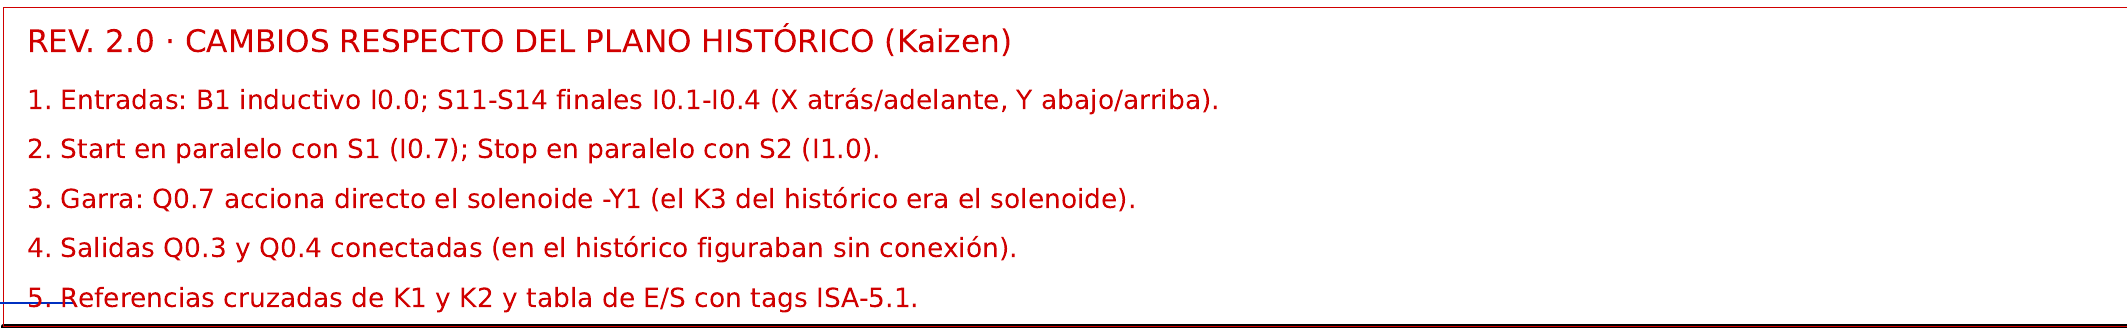 REV. 2.0 · CAMBIOS RESPECTO DEL PLANO HISTÓRICO (Kaizen)
1. Entradas: B1 inductivo I0.0; S11-S14 finales I0.1-I0.4 (X atrás/adelante, Y abajo/arriba).
2. Start en paralelo con S1 (I0.7); Stop en paralelo con S2 (I1.0).
3. Garra: Q0.7 acciona directo el solenoide -Y1 (el K3 del histórico era el solenoide).
4. Salidas Q0.3 y Q0.4 conectadas (en el histórico figuraban sin conexión).
5. Referencias cruzadas de K1 y K2 y tabla de E/S con tags ISA-5.1.